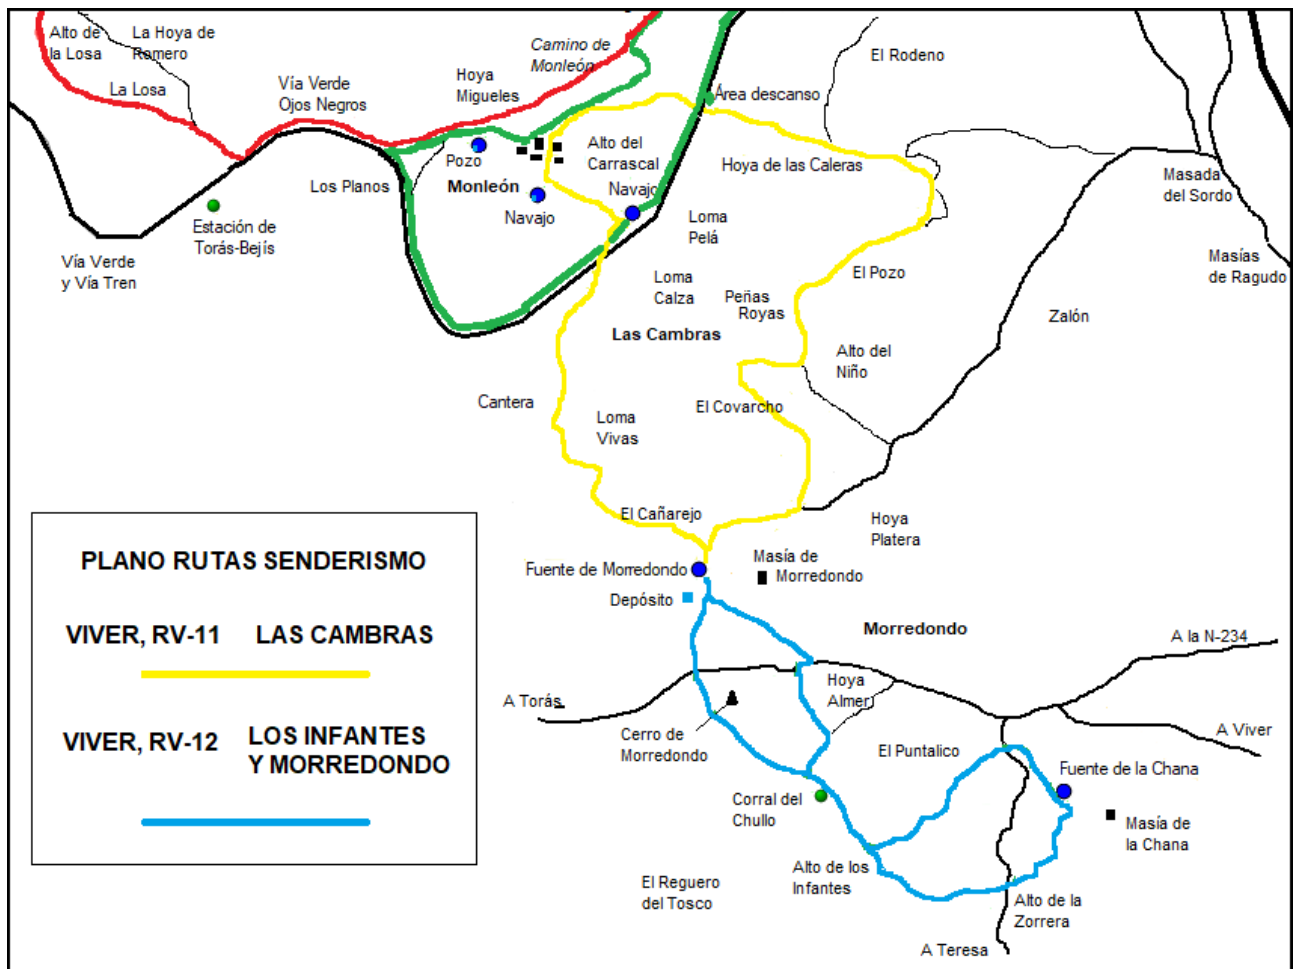 Alto de
la Losa
La Hoya de
Romero
La Losa
Vía Verde
Ojos Negros
Hoya
Migueles
Camino de
Monleón
El Rodeno
Área descanso
Pozo
Monleón
Navajo
Alto del
Carrascal
Navajo
Hoya de las Caleras
Masada
del Sordo
Los Planos
Estación de
Torás-Bejís
Vía Verde
y Vía Tren
Loma
Pelá
Loma
Calza
El Pozo
Peñas
Royas
Masías
de Ragudo
Zalón
Las Cambras
Alto del
Niño
Cantera
El Covarcho
Loma
Vivas
El Cañarejo
Hoya
Platera
Fuente de Morredondo
Masía de
Morredondo
Depósito
Morredondo
A la N-234
A Torás
Hoya
Almer
Cerro de
Morredondo
El Puntalico
A Viver
Fuente de la Chana
Corral del
Chullo
Masía de
la Chana
Alto de los
Infantes
El Reguero
del Tosco
Alto de la
Zorrera
A Teresa
PLANO RUTAS SENDERISMO
VIVER, RV-11 LAS CAMBRAS
VIVER, RV-12 LOS INFANTES
Y MORREDONDO